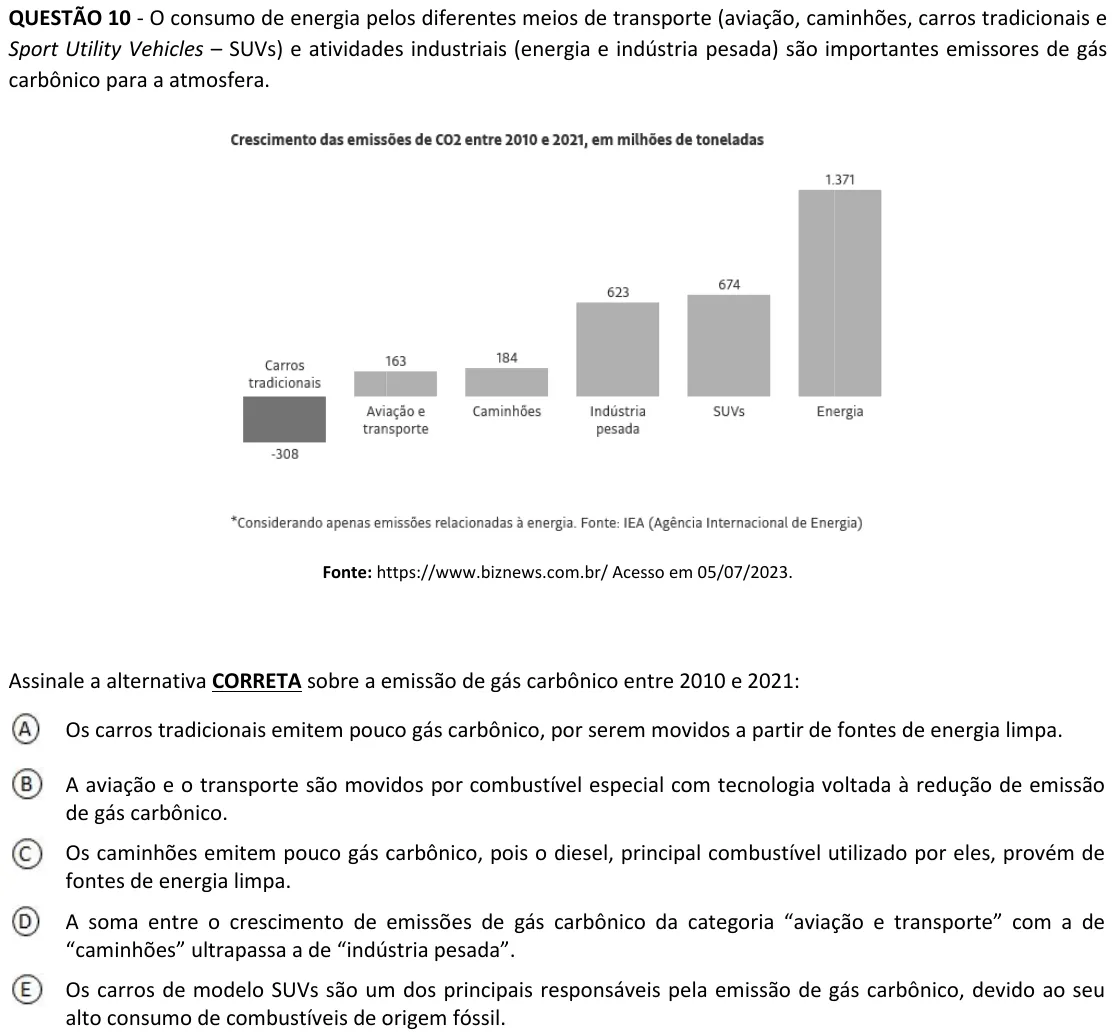 QUESTÃO 10 - O consumo de energia pelos diferentes meios de transporte (aviação, caminhões, carros tradicionais e
Sport Utility Vehicles – SUVs) e atividades industriais (energia e indústria pesada) são importantes emissores de gás
carbônico para a atmosfera.
Crescimento das emissões de CO2 entre 2010 e 2021, em milhões de toneladas
1.371
674
623
184
163
Carros
tradicionais
-308
Aviação e
transporte
Caminhões
Indústria
pesada
SUVs
Energia
*Considerando apenas emissões relacionadas à energia. Fonte: IEA (Agência Internacional de Energia)
Fonte: https://www.biznews.com.br/ Acesso em 05/07/2023.
Assinale a alternativa CORRETA sobre a emissão de gás carbônico entre 2010 e 2021:
A Os carros tradicionais emitem pouco gás carbônico, por serem movidos a partir de fontes de energia limpa.
B A aviação e o transporte são movidos por combustível especial com tecnologia voltada à redução de emissão
de gás carbônico.
C Os caminhões emitem pouco gás carbônico, pois o diesel, principal combustível utilizado por eles, provém de
fontes de energia limpa.
D A soma entre o crescimento de emissões de gás carbônico da categoria “aviação e transporte” com a de
“caminhões” ultrapassa a de “indústria pesada”.
E Os carros de modelo SUVs são um dos principais responsáveis pela emissão de gás carbônico, devido ao seu
alto consumo de combustíveis de origem fóssil.